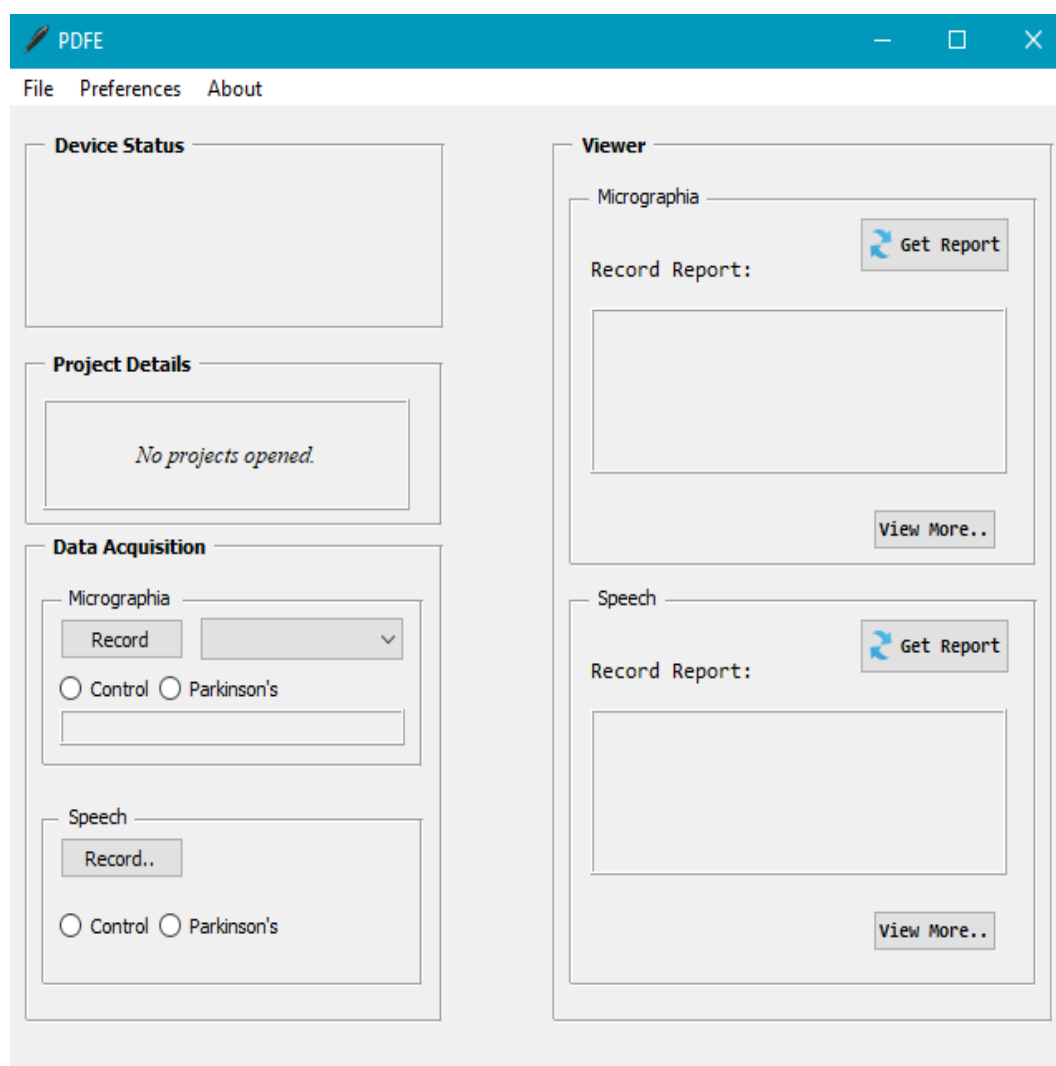 PDFE
File Preferences About
Device Status
Project Details
No projects opened.
Data Acquisition
Micrographia
Record
Control Parkinson's
Speech
Record..
Control Parkinson's
Viewer
Micrographia
Get Report
Record Report:
View More..
Speech
Get Report
Record Report:
View More..